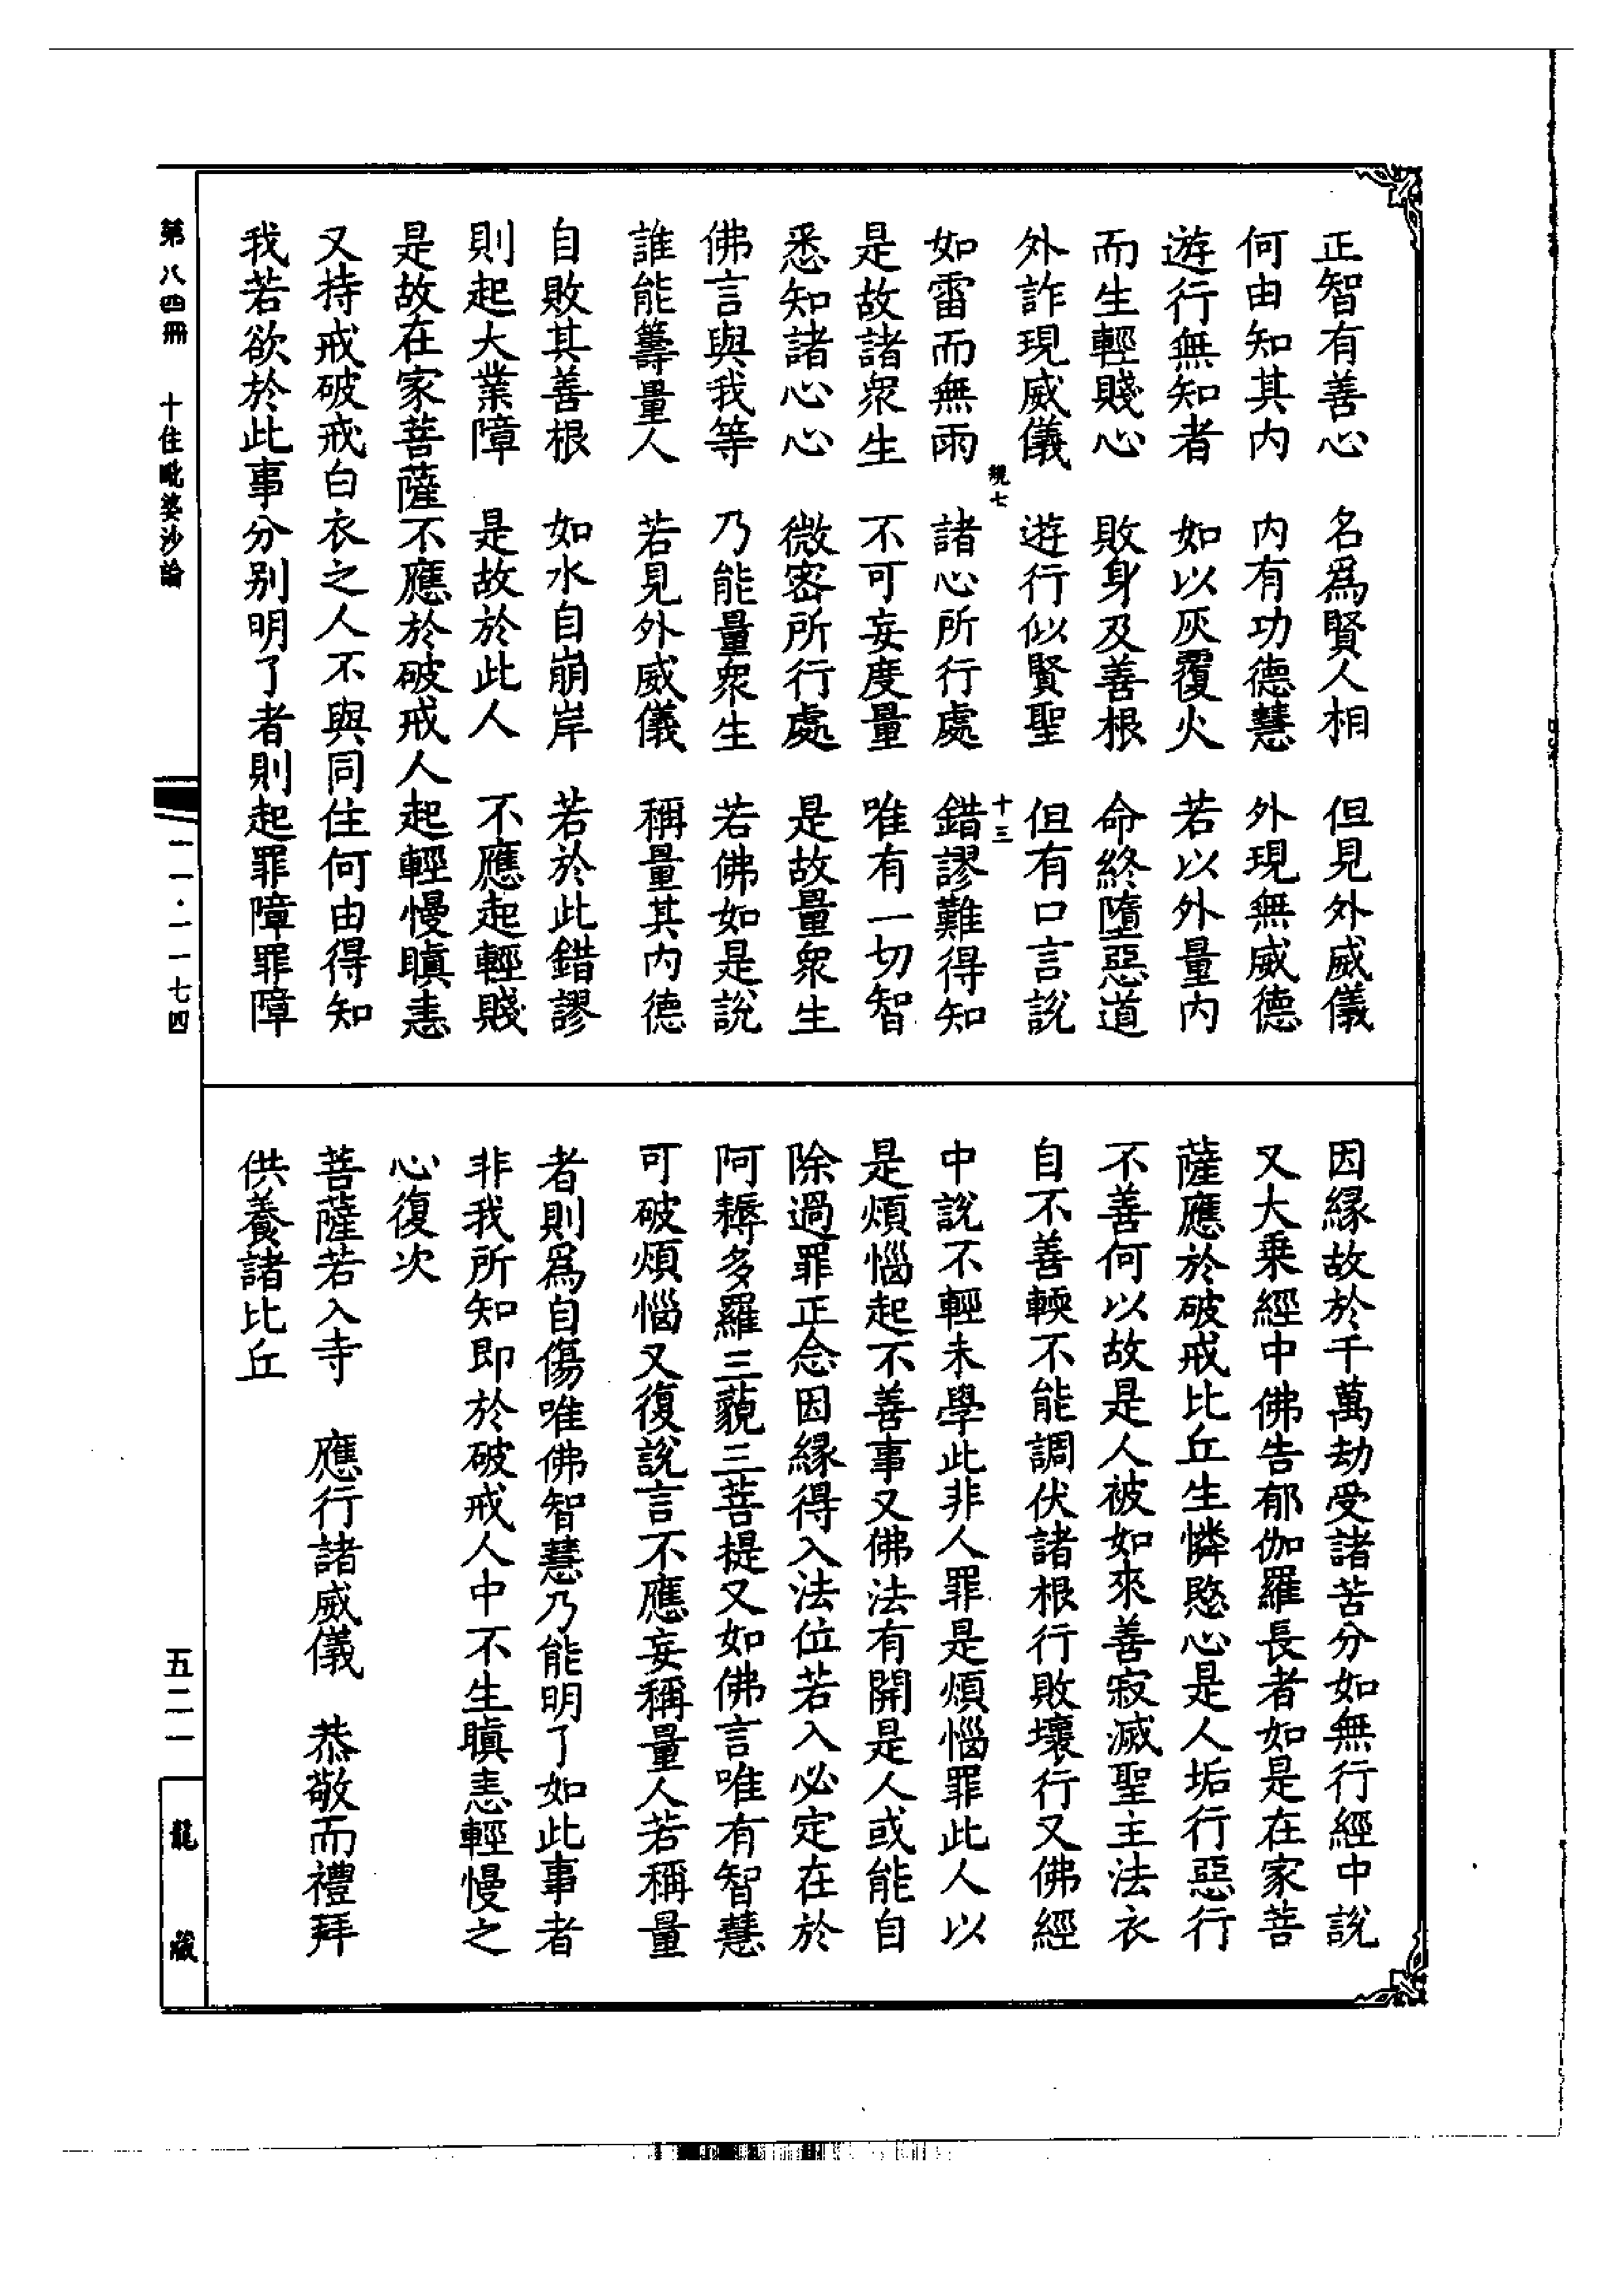 正智有善心　名爲賢人相　但見外威儀
何由知其内　内有功德慧　外現無威德
遊行無知者　如以灰覆火　若以外量内
而生輕賤心　敗身及善根　命終墮惡道
外詐現威儀　遊行似賢聖　但有口言說
十三
如雷而無雨　諸心所行處　錯謬難得知
是故諸衆生　不可妄度量　唯有一切智
悉知諸心心　微密所行處　是故量衆生
佛言與我等　乃能量衆生　若佛如是說
誰能籌量人　若見外威儀　稱量其内德
自敗其善根　如水自崩岸　若於此錯謬
則起大業障　是故於此人　不應起輕賤
是故在家菩薩不應於破戒人起輕慢瞋恚
又持戒破戒白衣之人不與同住何由得知
我若欲於此事分别明了者則起罪障罪障
因縁故於千萬劫受諸苦分如無行經中說
又大乗經中佛告郁伽羅長者如是在家菩
薩應於破戒比丘生憐愍心是人垢行惡行
不善何以故是人被如來善寂滅聖主法衣
自不善輭不能調伏諸根行敗壞行又佛經
中說不輕未學此非人罪是煩惱罪此人以
是煩惱起不善事又佛法有開是人或能自
除過罪正念因縁得入法位若入必定在於
阿耨多羅三藐三菩提又如佛言唯有智慧
可破煩惱又復說言不應妄稱量人若稱量
者則爲自傷唯佛智慧乃能明了如此事者
非我所知即於破戒人中不生瞋恚輕慢之
心復次
菩薩若入寺　應行諸威儀　恭敬而禮拜
供養諸比丘
第八四冊　十住毗婆沙論
一一·一一七四
五二一
龍藏